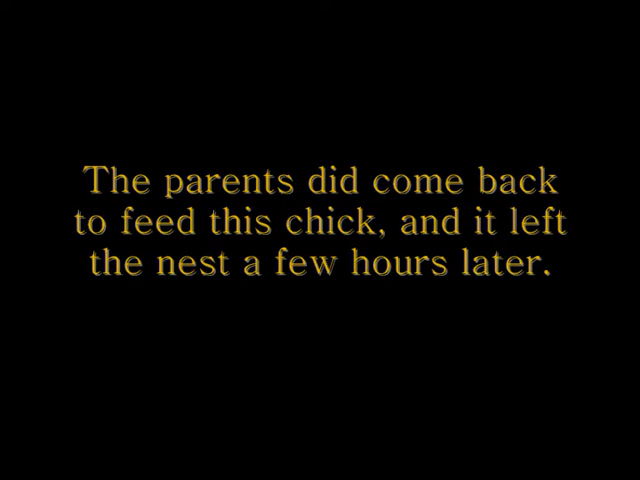 The parents did come back
to feed this chick, and it left
the nest a few hours later.